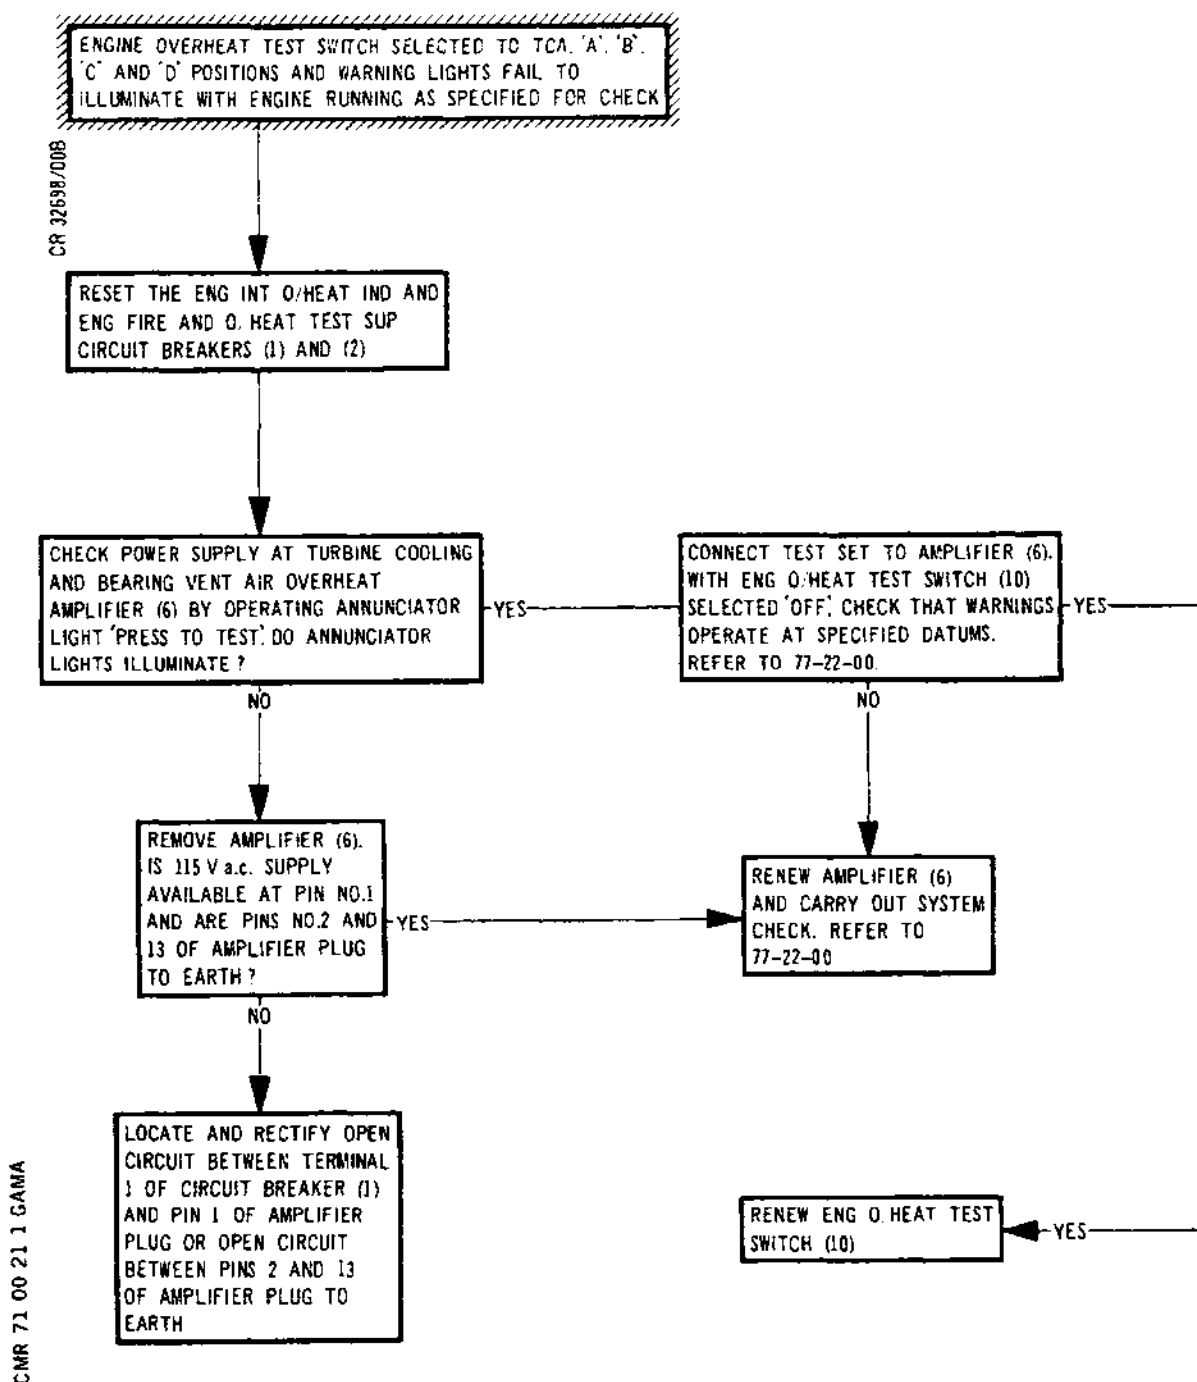 ENGINE OVERHEAT TEST SWITCH SELECTED TO TCA. 'A'. 'B'.
'C' AND 'D' POSITIONS AND WARNING LIGHTS FAIL TO
ILLUMINATE WITH ENGINE RUNNING AS SPECIFIED FOR CHECK
CR 32698/00B
RESET THE ENG INT O/HEAT IND AND
ENG FIRE AND O. HEAT TEST SUP
CIRCUIT BREAKERS (1) AND (2)
CHECK POWER SUPPLY AT TURBINE COOLING
AND BEARING VENT AIR OVERHEAT
AMPLIFIER (6) BY OPERATING ANNUNCIATOR
LIGHT 'PRESS TO TEST'. DO ANNUNCIATOR
LIGHTS ILLUMINATE ?
YES
CONNECT TEST SET TO AMPLIFIER (6).
WITH ENG O/HEAT TEST SWITCH (10)
SELECTED 'OFF', CHECK THAT WARNINGS
OPERATE AT SPECIFIED DATUMS.
REFER TO 77-22-00.
YES
NO
NO
REMOVE AMPLIFIER (6).
IS 115 V a.c. SUPPLY
AVAILABLE AT PIN NO.1
AND ARE PINS NO.2 AND
13 OF AMPLIFIER PLUG
TO EARTH ?
YES
RENEW AMPLIFIER (6)
AND CARRY OUT SYSTEM
CHECK. REFER TO
77-22-00
NO
LOCATE AND RECTIFY OPEN
CIRCUIT BETWEEN TERMINAL
1 OF CIRCUIT BREAKER (1)
AND PIN 1 OF AMPLIFIER
PLUG OR OPEN CIRCUIT
BETWEEN PINS 2 AND 13
OF AMPLIFIER PLUG TO
EARTH
RENEW ENG O. HEAT TEST
SWITCH (10)
YES
CMR 71 00 21 1 GAMA